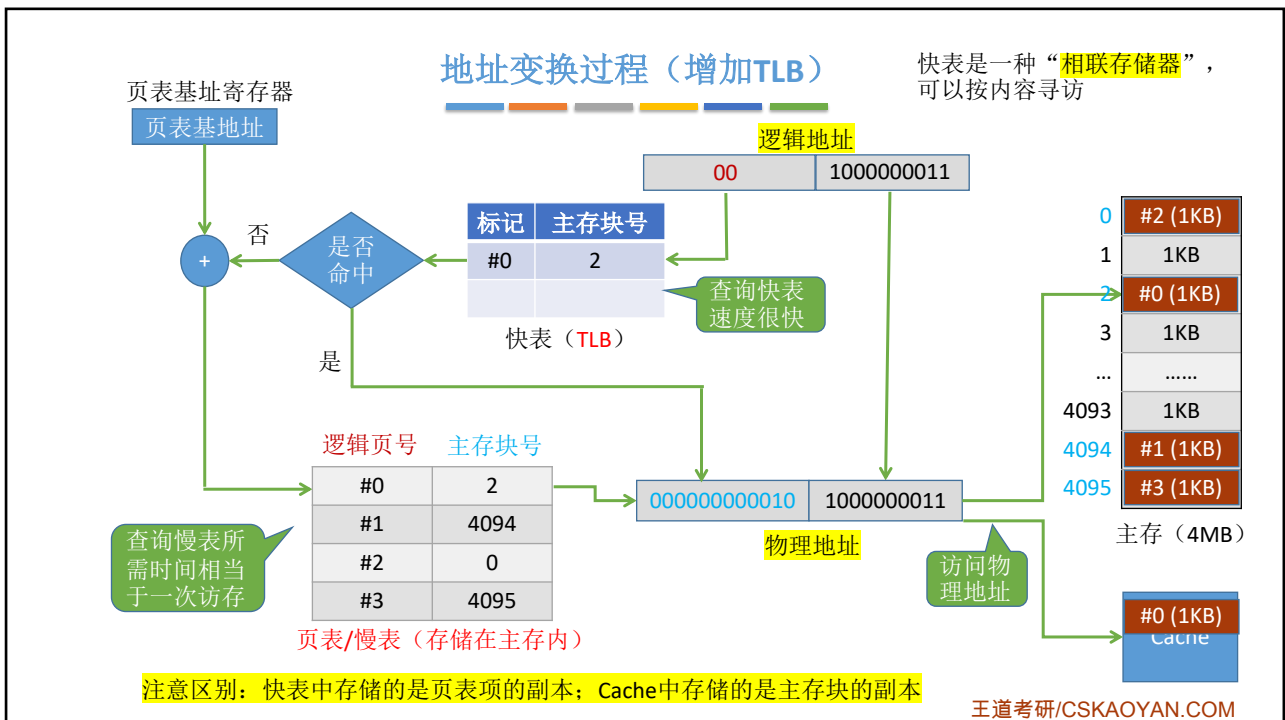 地址变换过程（增加TLB）
快表是一种“相联存储器”，
可以按内容寻访
页表基址寄存器
页表基地址
逻辑地址
00 1000000011
标记 主存块号
#0 2
快表（TLB）
查询快表
速度很快
是否
命中
否
是
+
0 #2 (1KB)
1 1KB
2 #0 (1KB)
3 1KB
... ……
4093 1KB
4094 #1 (1KB)
4095 #3 (1KB)
主存（4MB）
逻辑页号 主存块号
#0 2
#1 4094
#2 0
#3 4095
页表/慢表（存储在主存内）
查询慢表所
需时间相当
于一次访存
000000000010 1000000011
物理地址
访问物
理地址
#0 (1KB)
Cache
注意区别：快表中存储的是页表项的副本；Cache中存储的是主存块的副本
王道考研/CSKAOYAN.COM